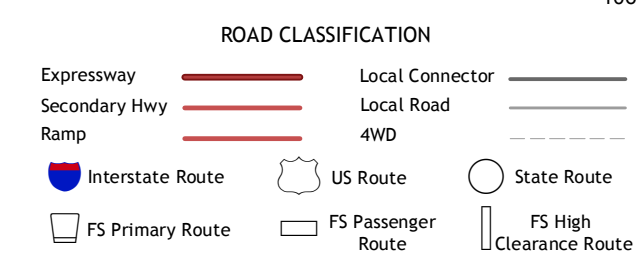 ROAD CLASSIFICATION
Expressway
Local Connector
Secondary Hwy
Local Road
Ramp
4WD
Interstate Route
US Route
State Route
FS Primary Route
FS Passenger
Route
FS High
Clearance Route